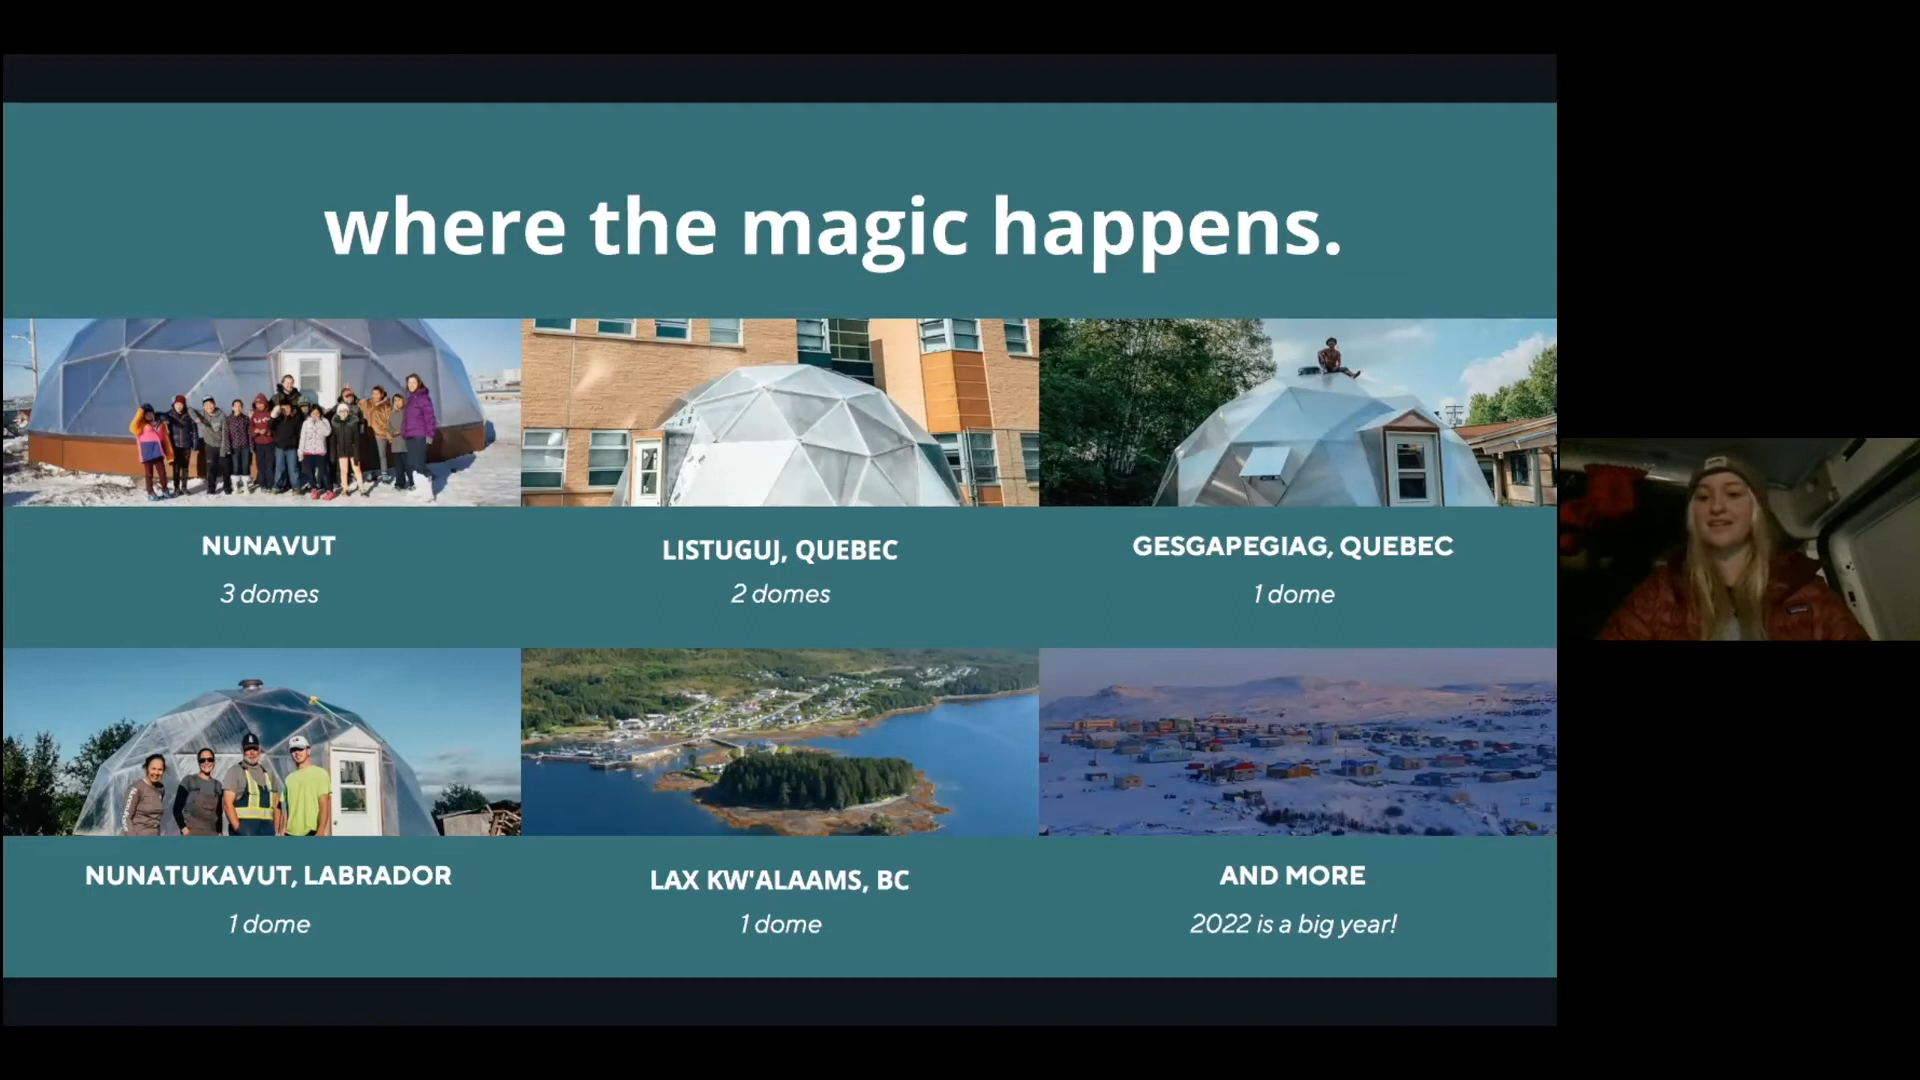 where the magic happens.
NUNAVUT
3 domes
LISTUGUJ, QUEBEC
2 domes
GESGAPEGIAG, QUEBEC
1 dome
NUNATUKAVUT, LABRADOR
1 dome
LAX KW'ALAAMS, BC
1 dome
AND MORE
2022 is a big year!